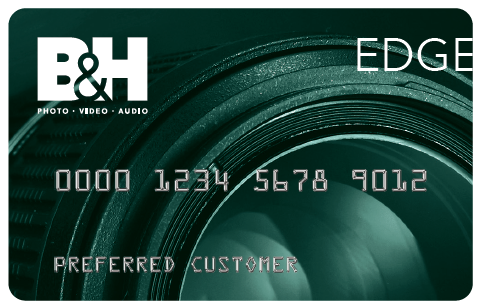 B&H
EDGE
PHOTO · VIDEO · AUDIO
0000 1234 5678 9012
PREFERRED CUSTOMER